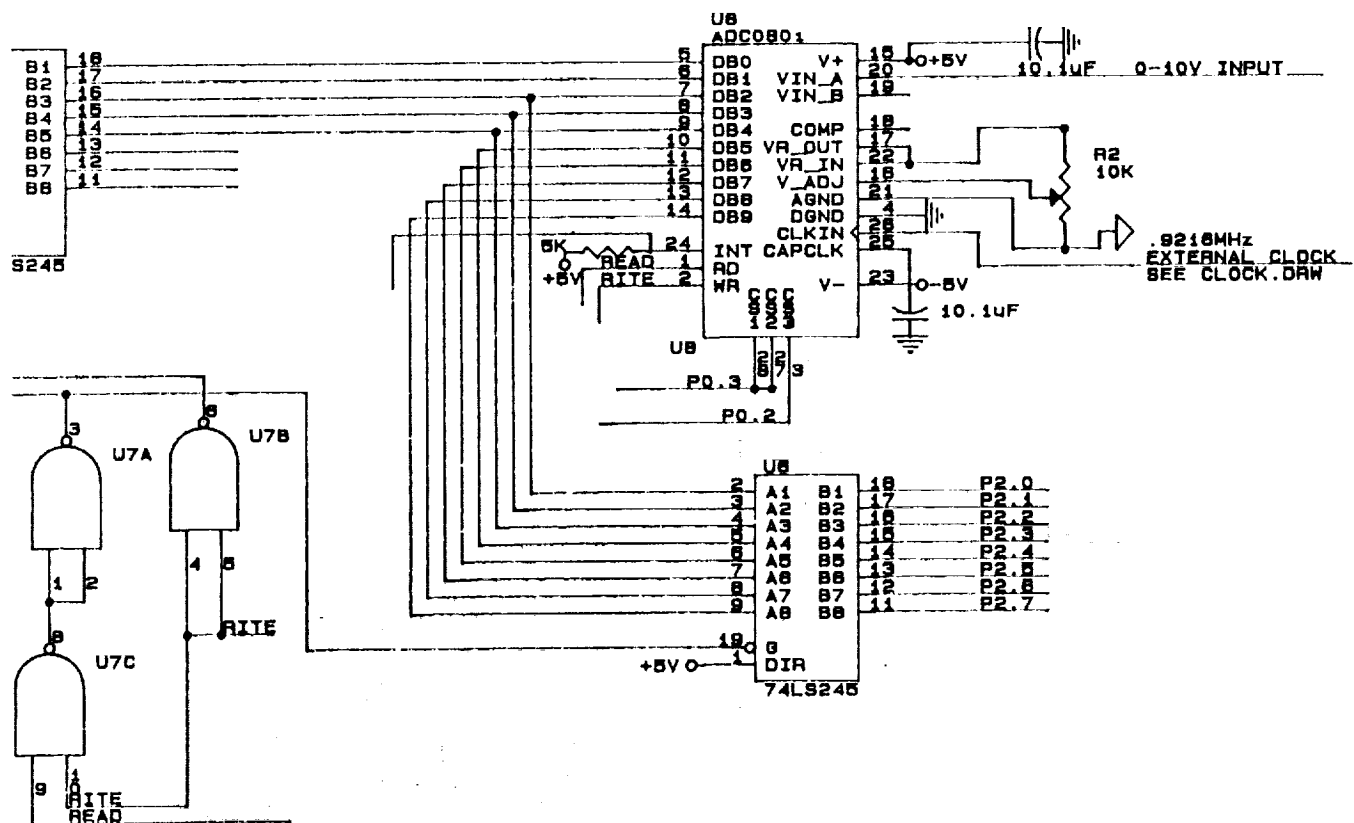 U8
ADC0801
B1 18
B2 17
B3 16
B4 15
B5 14
B6 13
B7 12
B8 11
S245
5 DB0
6 DB1
7 DB2
8 DB3
9 DB4
10 DB5
11 DB6
12 DB7
13 DB8
14 DB9
24 INT
1 RD
2 WR
V+ 15
VIN_A 20
VIN_B 19
COMP 18
VR_OUT 17
VR_IN 22
V_ADJ 16
AGND 21
DGND 4
CLKIN 26
CAPCLK 25
V- 23
+5V
10.1uF
0-10V INPUT
R2
10K
.9216MHz
EXTERNAL CLOCK
SEE CLOCK.DRW
-5V
10.1uF
5K
+5V
READ
RITE
28
27
3
U8
P0.3
P0.2
3
U7A
6
U7B
1
2
4
5
RITE
8
U7C
9
10
RITE
READ
U6
2 A1 B1 18 P2.0
3 A2 B2 17 P2.1
4 A3 B3 16 P2.2
5 A4 B4 15 P2.3
6 A5 B5 14 P2.4
7 A6 B6 13 P2.5
8 A7 B7 12 P2.6
9 A8 B8 11 P2.7
19 G
+5V 1 DIR
74LS245